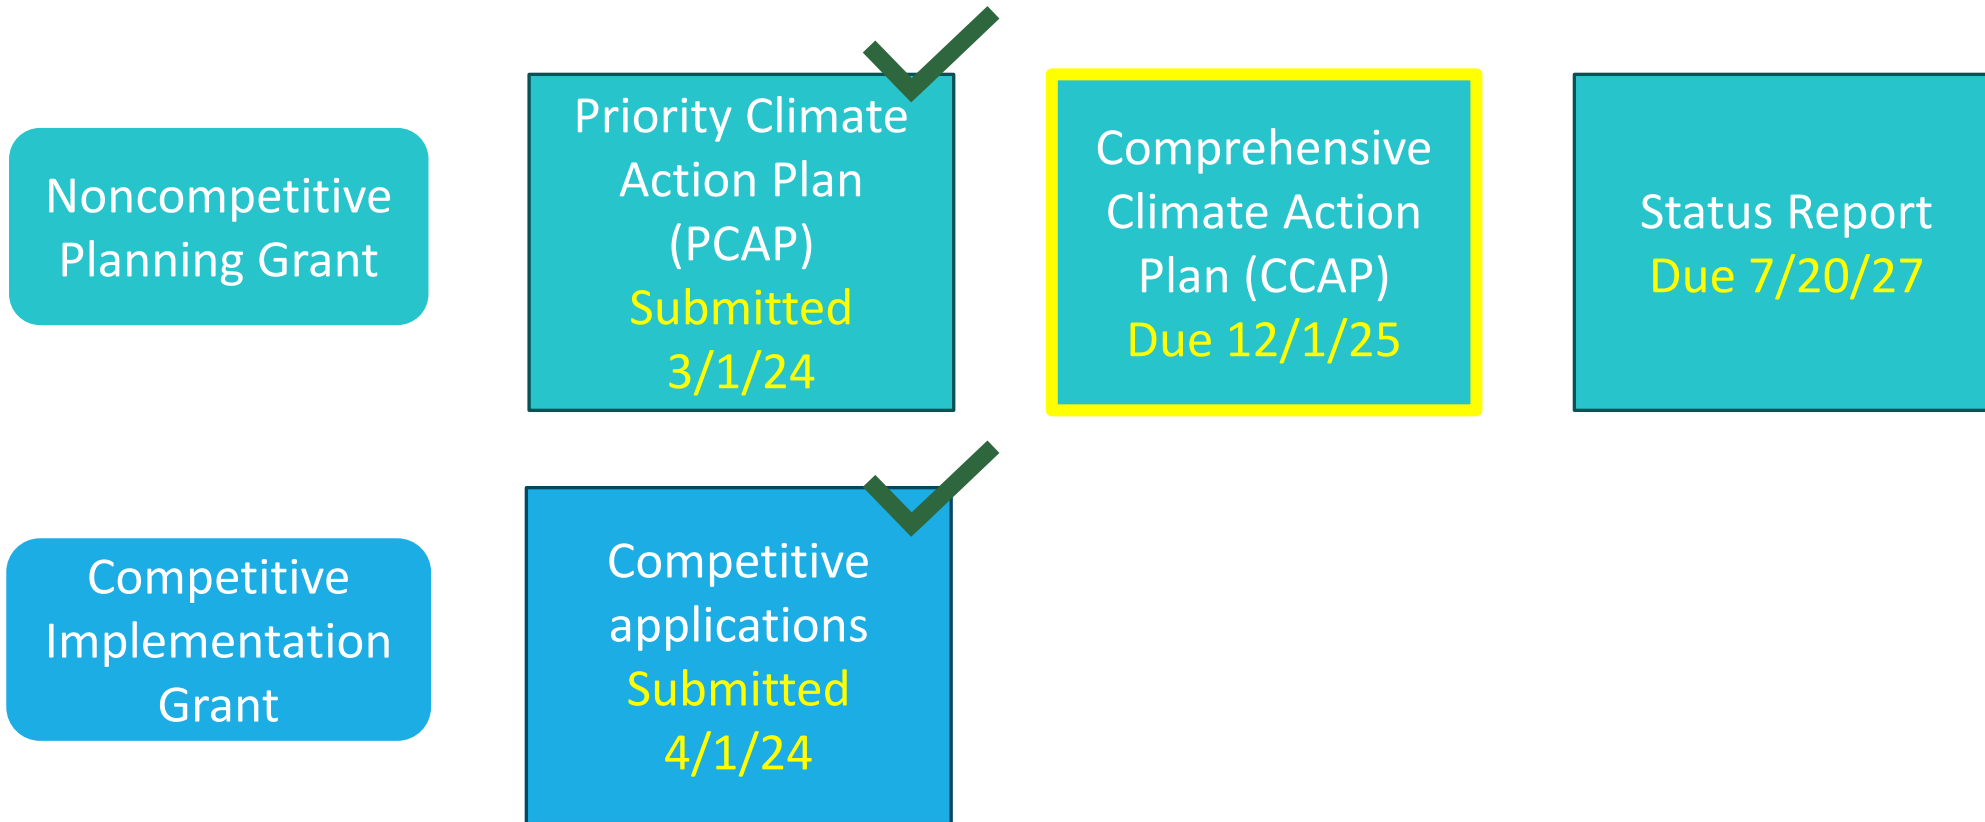 Noncompetitive
Planning Grant
Priority Climate
Action Plan
(PCAP)
Submitted
3/1/24
Comprehensive
Climate Action
Plan (CCAP)
Due 12/1/25
Status Report
Due 7/20/27
Competitive
Implementation
Grant
Competitive
applications
Submitted
4/1/24